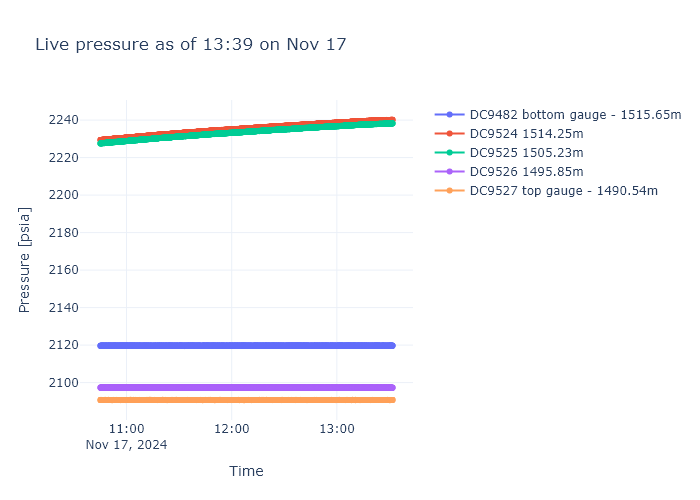 Live pressure as of 13:39 on Nov 17
DC9482 bottom gauge - 1515.65m
DC9524 1514.25m
DC9525 1505.23m
DC9526 1495.85m
DC9527 top gauge - 1490.54m
Pressure [psia]
2240
2220
2200
2180
2160
2140
2120
2100
11:00
12:00
13:00
Nov 17, 2024
Time